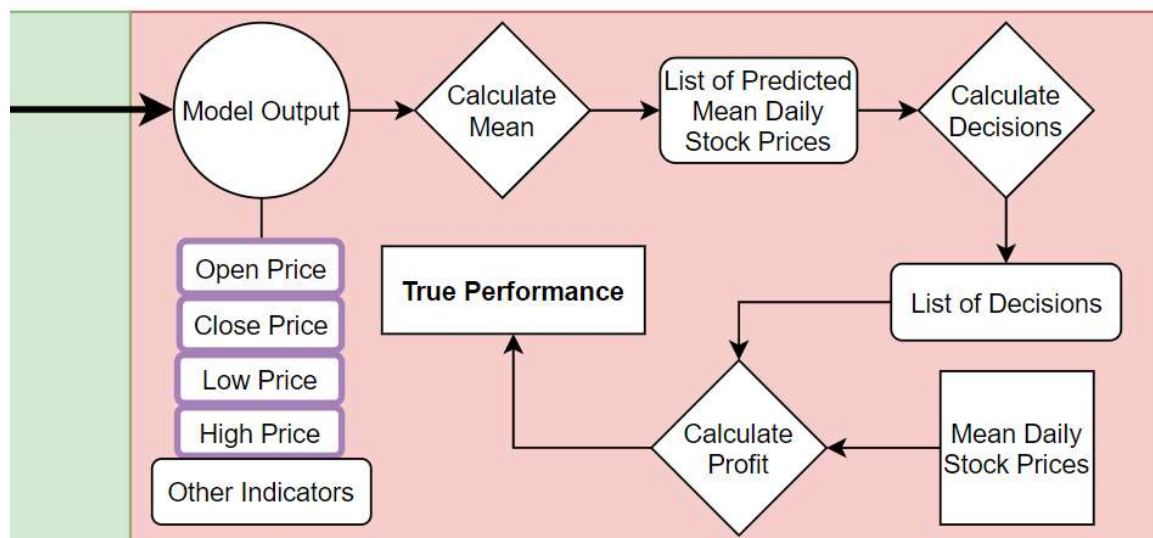 Model Output
Calculate
Mean
List of Predicted
Mean Daily
Stock Prices
Calculate
Decisions
Open Price
Close Price
Low Price
High Price
Other Indicators
True Performance
List of Decisions
Calculate
Profit
Mean Daily
Stock Prices